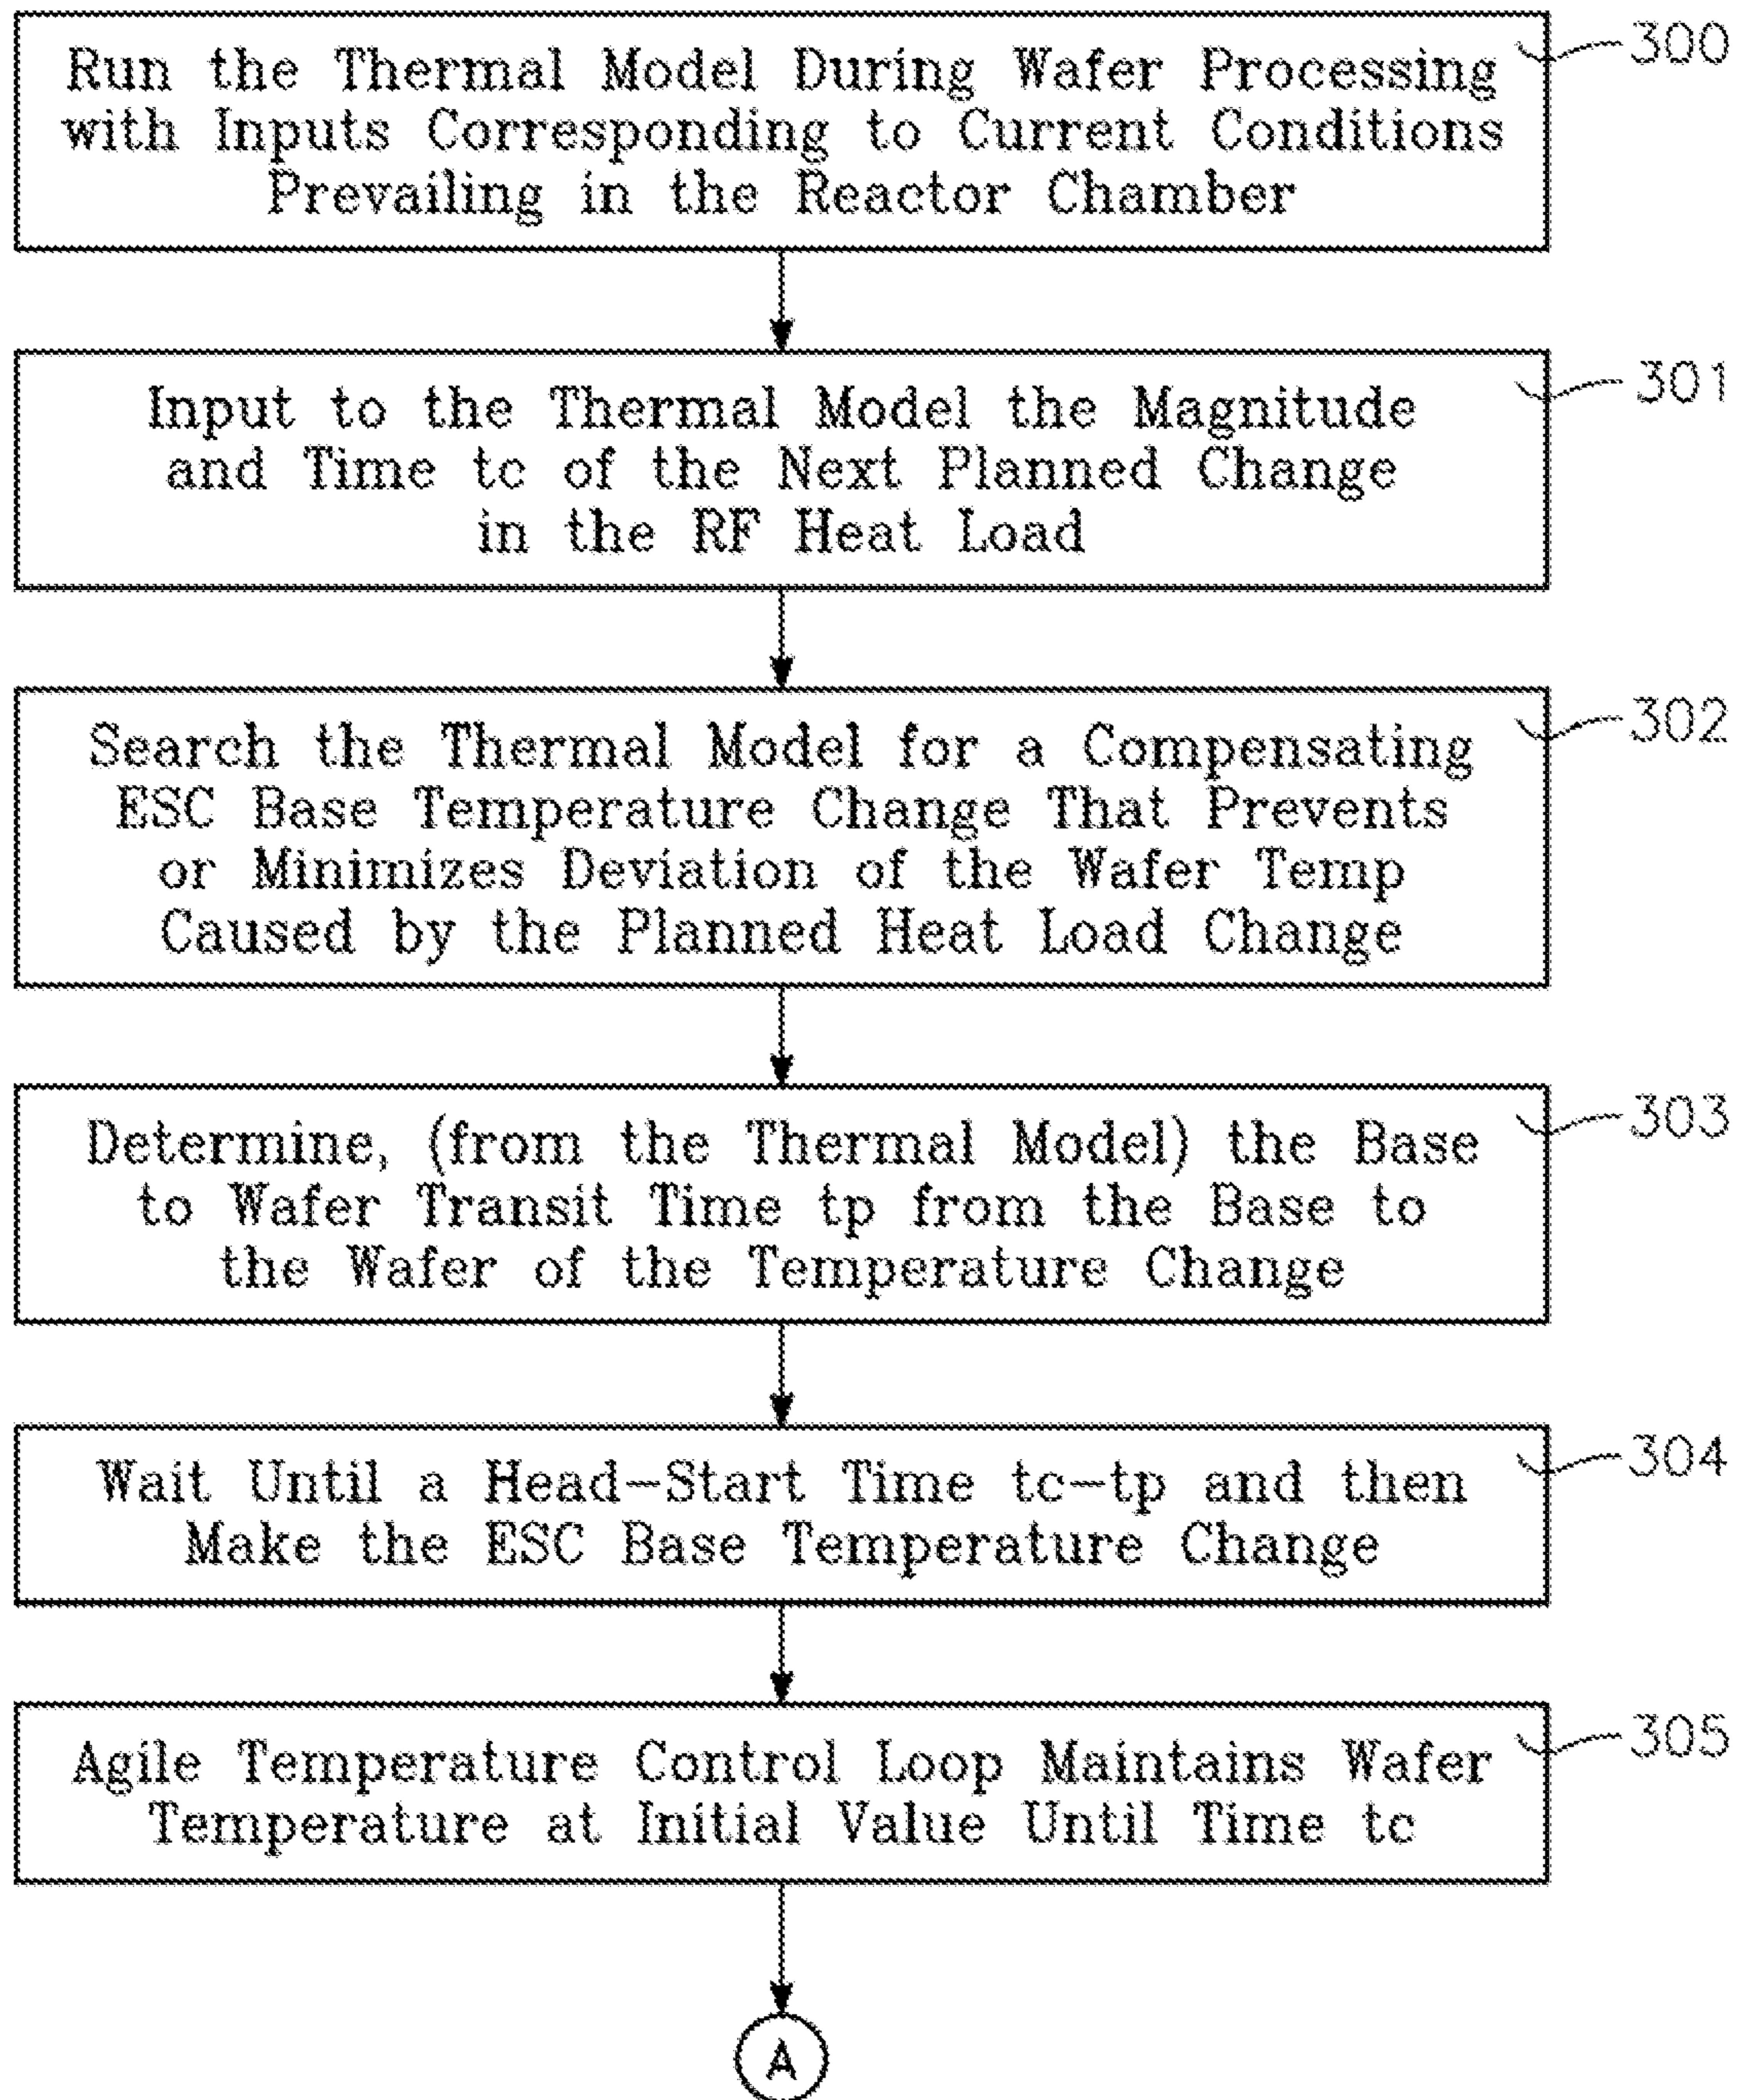 Run the Thermal Model During Wafer Processing
with Inputs Corresponding to Current Conditions
Prevailing in the Reactor Chamber
300
Input to the Thermal Model the Magnitude
and Time tc of the Next Planned Change
in the RF Heat Load
301
Search the Thermal Model for a Compensating
ESC Base Temperature Change That Prevents
or Minimizes Deviation of the Wafer Temp
Caused by the Planned Heat Load Change
302
Determine, (from the Thermal Model) the Base
to Wafer Transit Time tp from the Base to
the Wafer of the Temperature Change
303
Wait Until a Head-Start Time tc-tp and then
Make the ESC Base Temperature Change
304
Agile Temperature Control Loop Maintains Wafer
Temperature at Initial Value Until Time tc
305
A